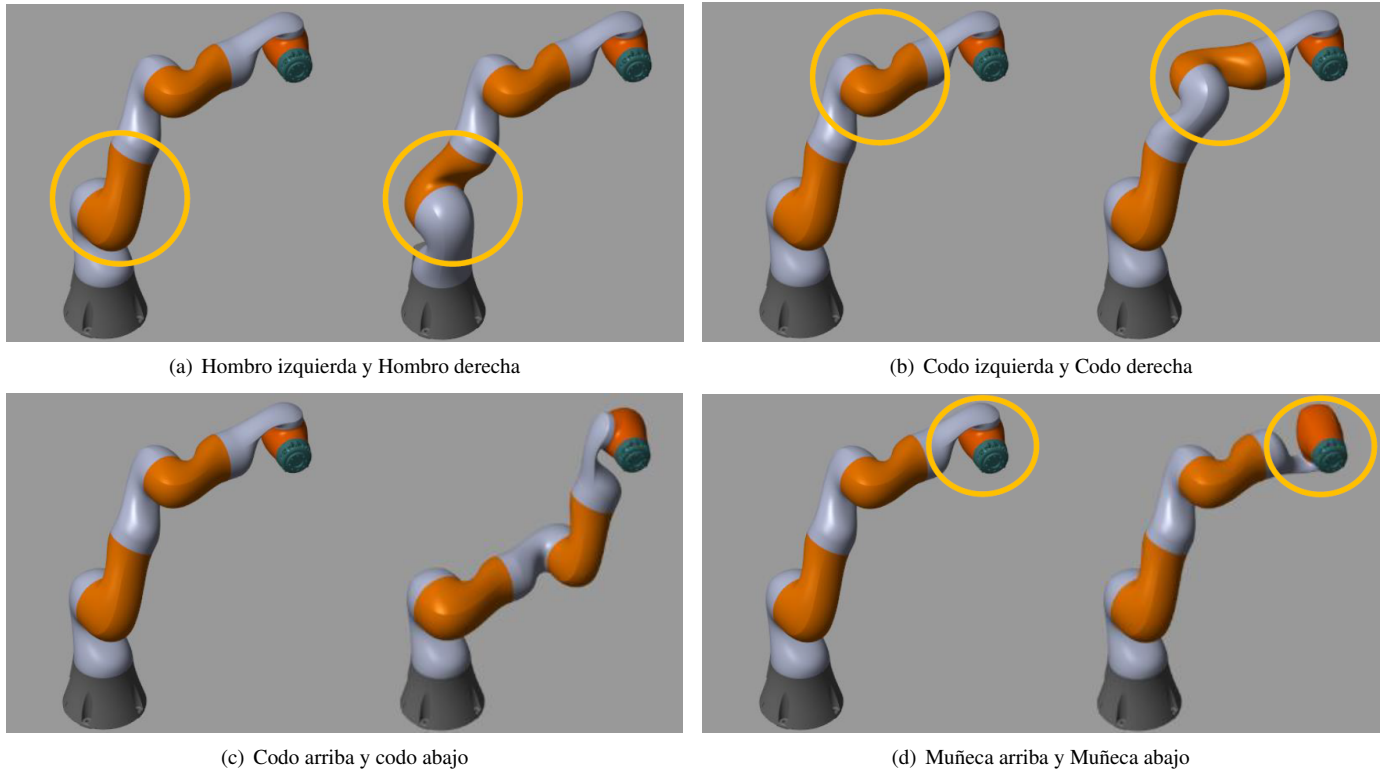 (a) Hombro izquierda y Hombro derecha
(b) Codo izquierda y Codo derecha
(c) Codo arriba y codo abajo
(d) Muñeca arriba y Muñeca abajo